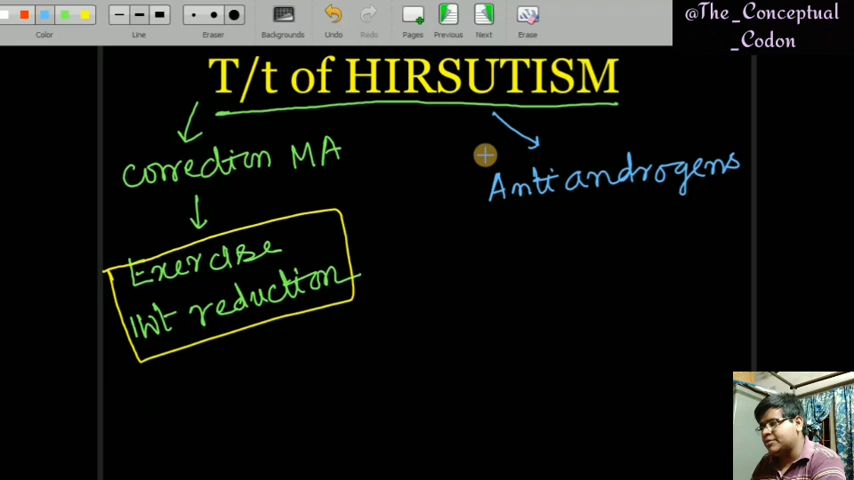 Color
Line
Eraser
Backgrounds
Undo
Redo
Pages
Previous
Next
Erase
@The_Conceptual
_Codon
T/t of HIRSUTISM
Correction MA
Antiandrogens
Exercise
Wt reduction